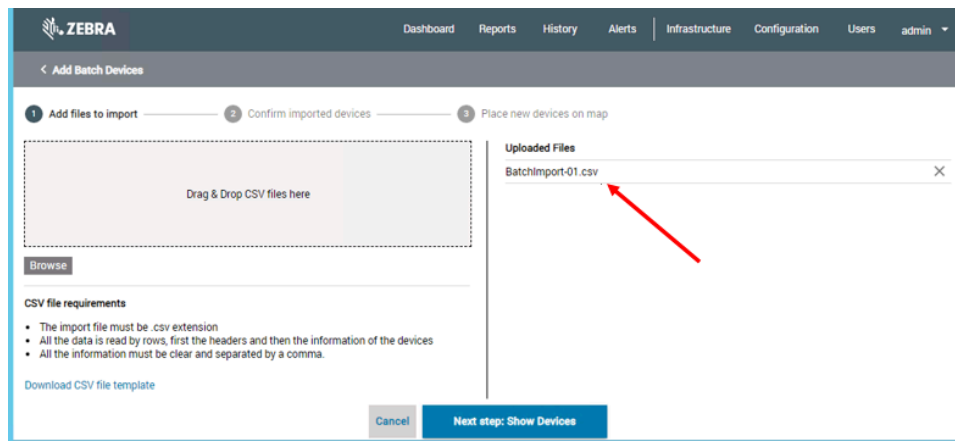 ZEBRA
Dashboard Reports History Alerts Infrastructure Configuration Users admin
< Add Batch Devices
1 Add files to import 2 Confirm imported devices 3 Place new devices on map
Drag & Drop CSV files here
Browse
CSV file requirements
• The import file must be .csv extension
• All the data is read by rows, first the headers and then the information of the devices
• All the information must be clear and separated by a comma.
Download CSV file template
Uploaded Files
BatchImport-01.csv
Cancel Next step: Show Devices